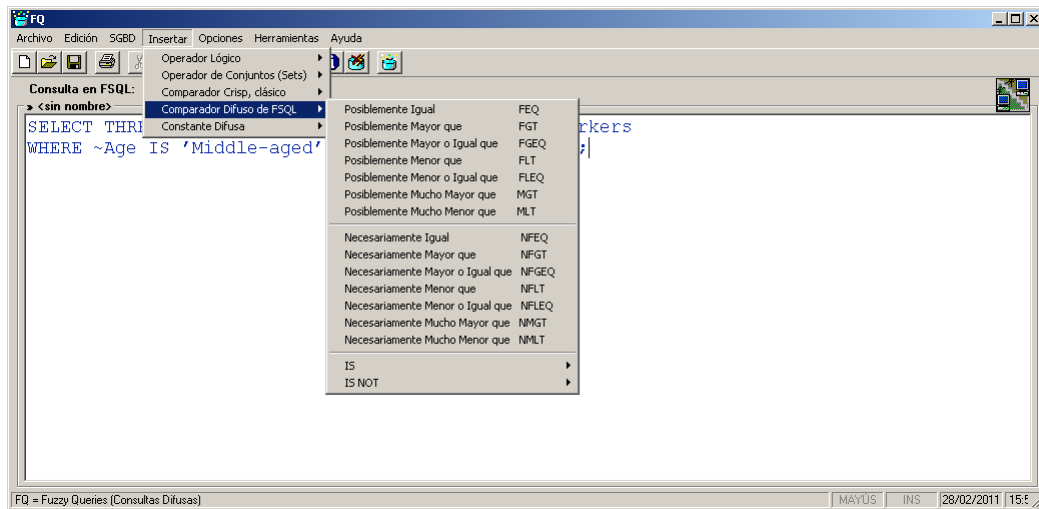 FQ
Archivo Edición SGBD Insertar Opciones Herramientas Ayuda
Consulta en FSQL:
<sin nombre>
SELECT
rkers
WHERE ~Age IS 'Middle-aged'
;
Operador Lógico
Operador de Conjuntos (Sets)
Comparador Crisp, clásico
Comparador Difuso de FSQL
Constante Difusa
Posiblemente Igual FEQ
Posiblemente Mayor que FGT
Posiblemente Mayor o Igual que FGEQ
Posiblemente Menor que FLT
Posiblemente Menor o Igual que FLEQ
Posiblemente Mucho Mayor que MGT
Posiblemente Mucho Menor que MLT
Necesariamente Igual NFEQ
Necesariamente Mayor que NFGT
Necesariamente Mayor o Igual que NFGEQ
Necesariamente Menor que NFLT
Necesariamente Menor o Igual que NFLEQ
Necesariamente Mucho Mayor que NMGT
Necesariamente Mucho Menor que NMLT
IS
IS NOT
FQ = Fuzzy Queries (Consultas Difusas) MAYÚS INS 28/02/2011